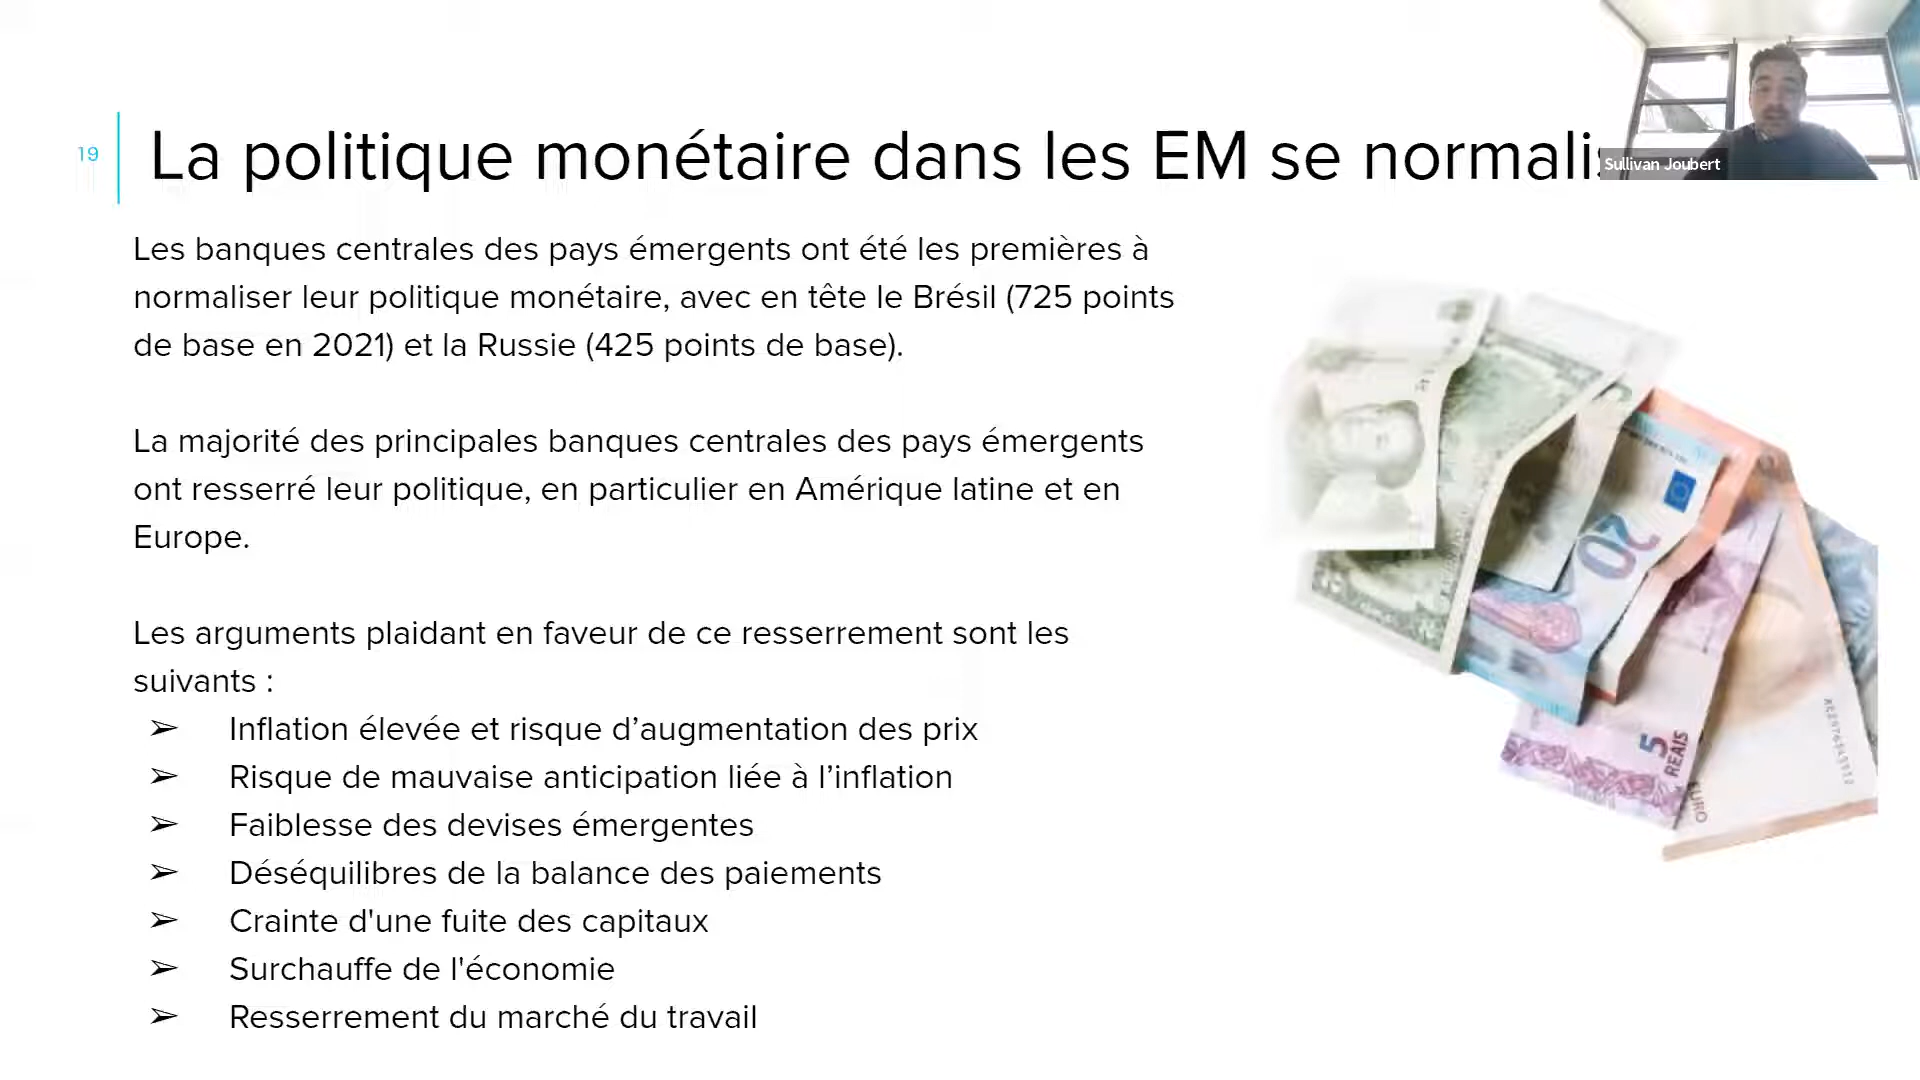 Sullivan Joubert
19
La politique monétaire dans les EM se normalis
Les banques centrales des pays émergents ont été les premières à
normaliser leur politique monétaire, avec en tête le Brésil (725 points
de base en 2021) et la Russie (425 points de base).
La majorité des principales banques centrales des pays émergents
ont resserré leur politique, en particulier en Amérique latine et en
Europe.
Les arguments plaidant en faveur de ce resserrement sont les
suivants :
➢ Inflation élevée et risque d’augmentation des prix
➢ Risque de mauvaise anticipation liée à l’inflation
➢ Faiblesse des devises émergentes
➢ Déséquilibres de la balance des paiements
➢ Crainte d'une fuite des capitaux
➢ Surchauffe de l'économie
➢ Resserrement du marché du travail
20
5
REAIS
EURO